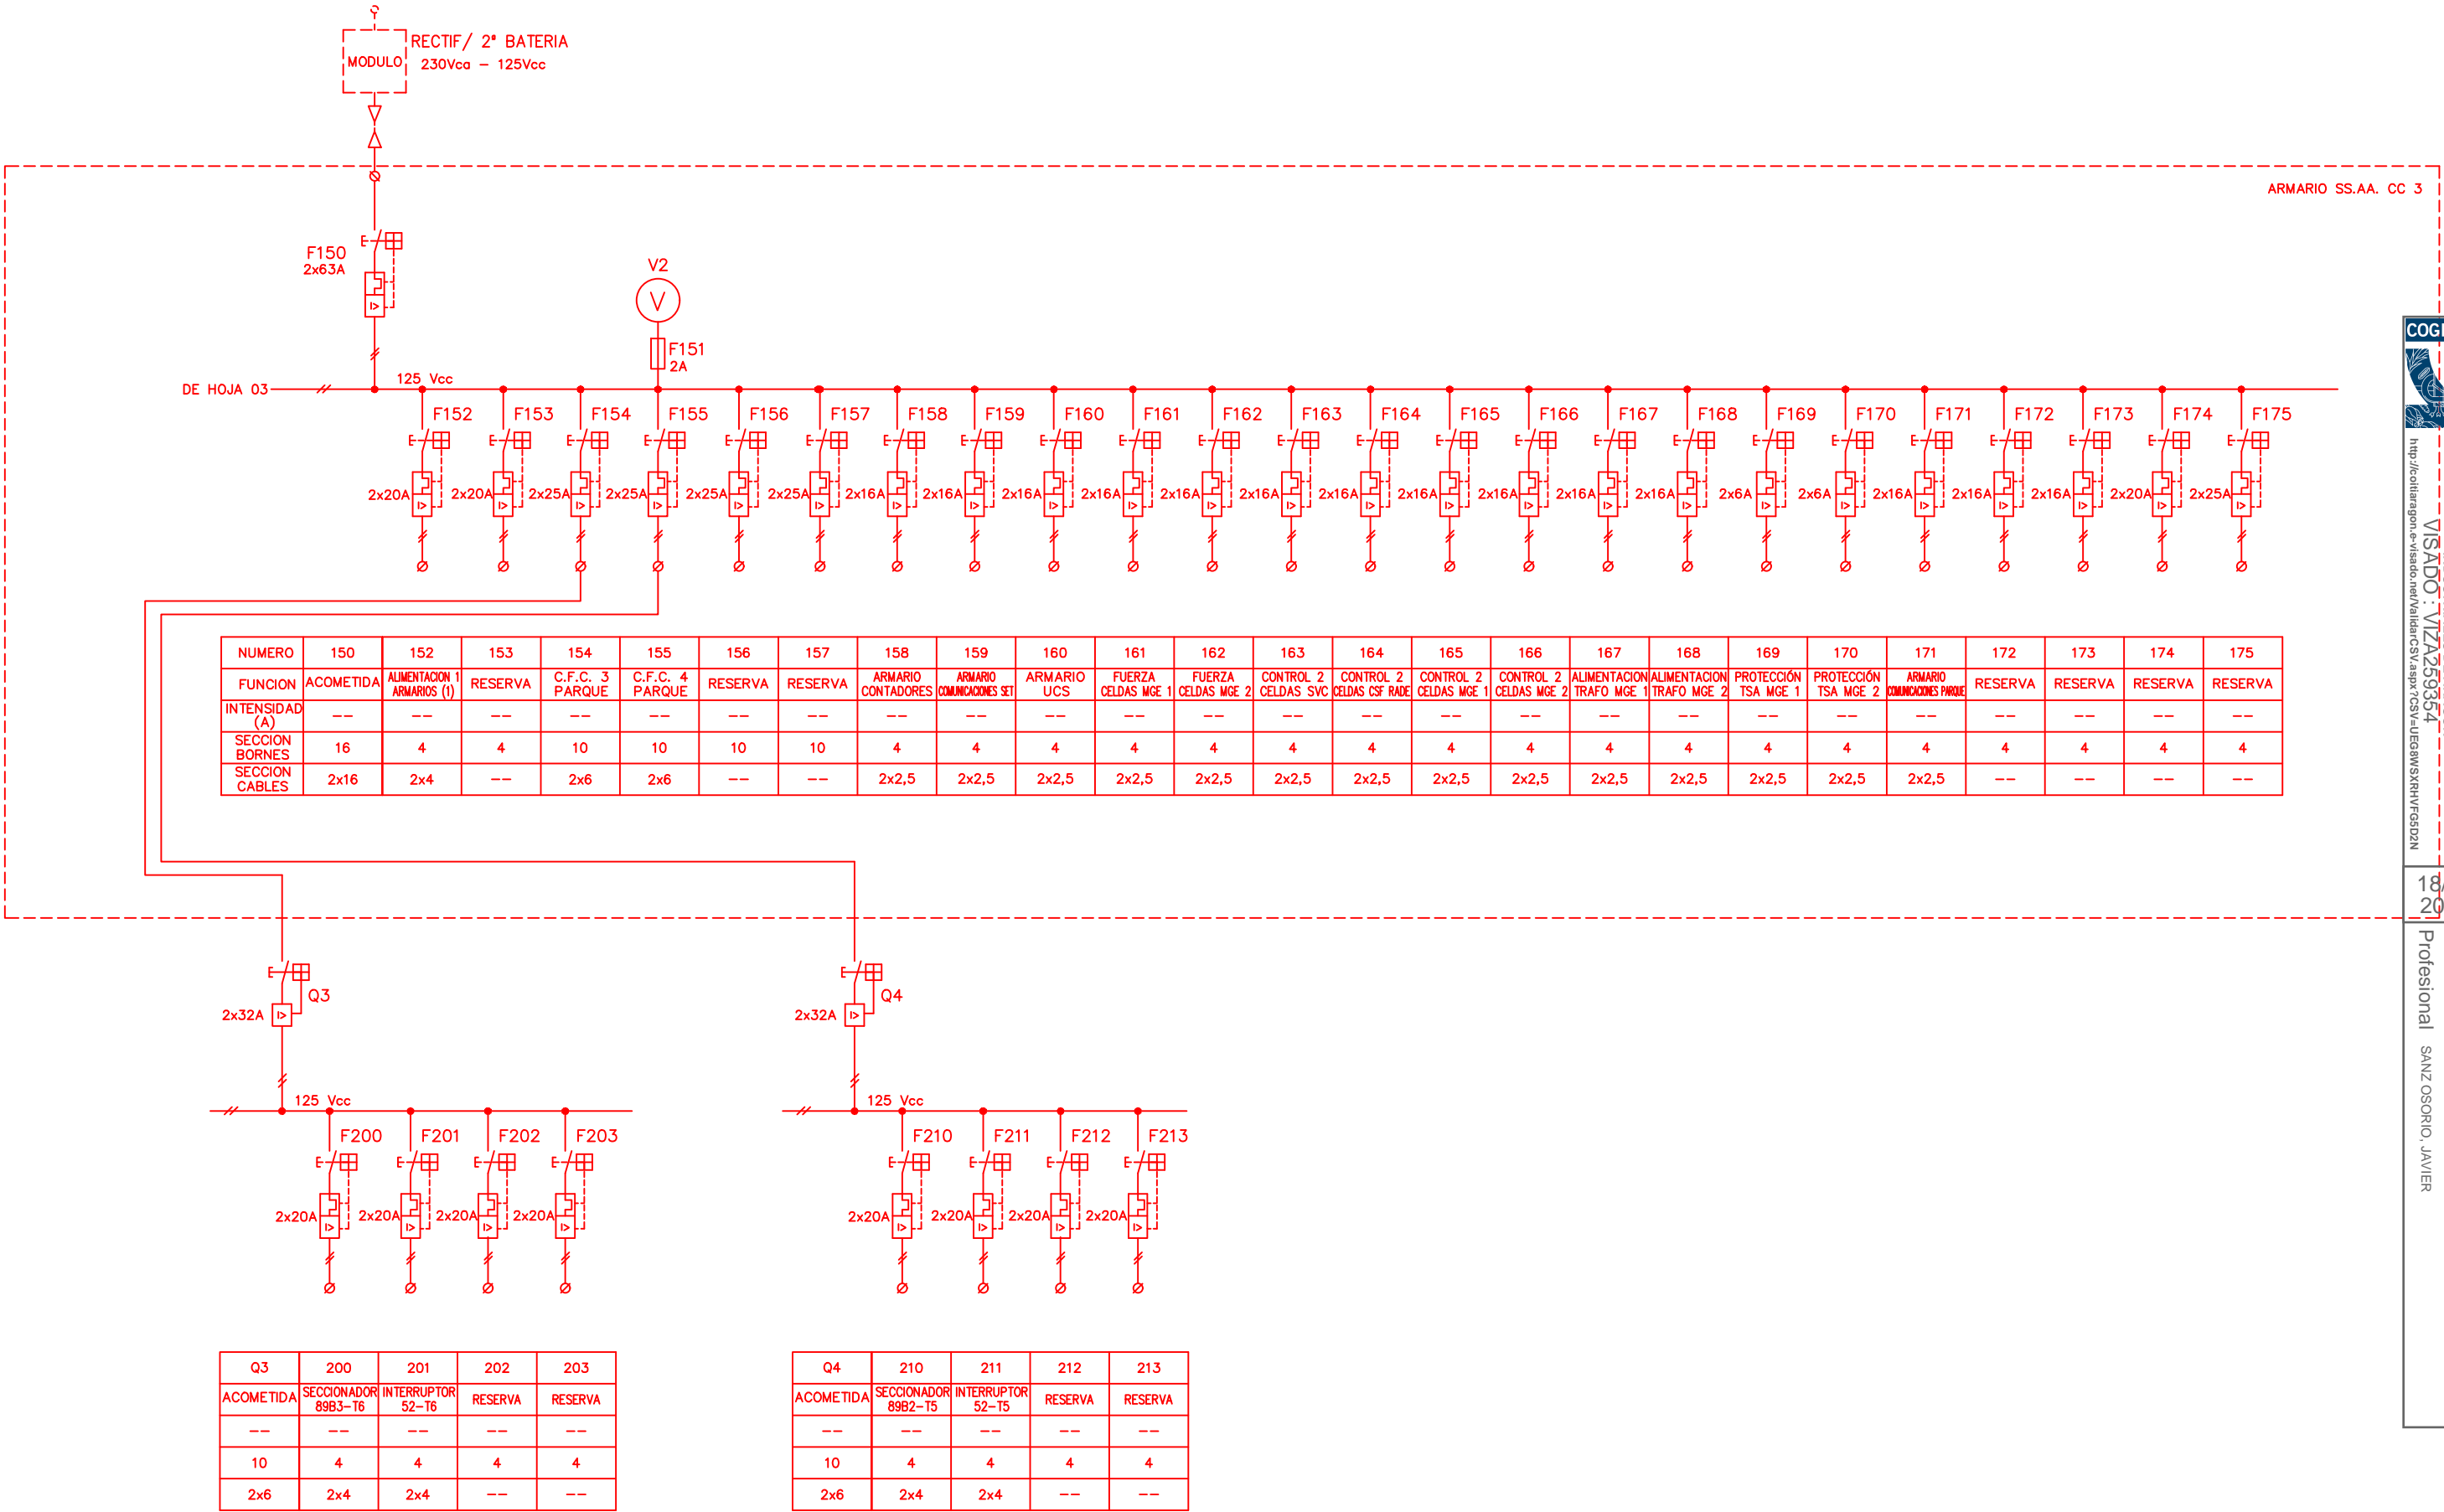 RECTIF/ 2ª BATERIA
MODULO
230Vca - 125Vcc
ARMARIO SS.AA. CC 3
F150
2x63A
V2
V
F151
2A
DE HOJA 03
125 Vcc
F152 F153 F154 F155 F156 F157 F158 F159 F160 F161 F162 F163 F164 F165 F166 F167 F168 F169 F170 F171 F172 F173 F174 F175
2x20A 2x20A 2x25A 2x25A 2x25A 2x25A 2x16A 2x16A 2x16A 2x16A 2x16A 2x16A 2x16A 2x16A 2x16A 2x16A 2x16A 2x6A 2x6A 2x16A 2x16A 2x16A 2x20A 2x25A
I> I> I> I> I> I> I> I> I> I> I> I> I> I> I> I> I> I> I> I> I> I> I> I> I>
NUMERO 150 152 153 154 155 156 157 158 159 160 161 162 163 164 165 166 167 168 169 170 171 172 173 174 175
FUNCION ACOMETIDA ALIMENTACION 1 ARMARIOS (1) RESERVA C.F.C. 3 PARQUE C.F.C. 4 PARQUE RESERVA RESERVA ARMARIO CONTADORES ARMARIO COMUNICACIONES SET ARMARIO UCS FUERZA CELDAS MGE 1 FUERZA CELDAS MGE 2 CONTROL 2 CELDAS SVC CONTROL 2 CELDAS CSF RADE CONTROL 2 CELDAS MGE 1 CONTROL 2 CELDAS MGE 2 ALIMENTACION TRAFO MGE 1 ALIMENTACION TRAFO MGE 2 PROTECCIÓN TSA MGE 1 PROTECCIÓN TSA MGE 2 ARMARIO COMUNICACIONES PARQUE RESERVA RESERVA RESERVA RESERVA
INTENSIDAD (A) -- -- -- -- -- -- -- -- -- -- -- -- -- -- -- -- -- -- -- -- -- -- -- -- --
SECCION BORNES 16 4 4 10 10 10 10 4 4 4 4 4 4 4 4 4 4 4 4 4 4 4 4 4 4
SECCION CABLES 2x16 2x4 -- 2x6 2x6 -- -- 2x2,5 2x2,5 2x2,5 2x2,5 2x2,5 2x2,5 2x2,5 2x2,5 2x2,5 2x2,5 2x2,5 2x2,5 2x2,5 2x2,5 -- -- -- --
Q3
2x32A
I>
Q4
2x32A
I>
125 Vcc
F200 F201 F202 F203
2x20A 2x20A 2x20A 2x20A
I> I> I> I>
125 Vcc
F210 F211 F212 F213
2x20A 2x20A 2x20A 2x20A
I> I> I> I>
Q3 200 201 202 203
ACOMETIDA SECCIONADOR 89B3-T6 INTERRUPTOR 52-T6 RESERVA RESERVA
-- -- -- -- --
10 4 4 4 4
2x6 2x4 2x4 -- --
Q4 210 211 212 213
ACOMETIDA SECCIONADOR 89B2-T5 INTERRUPTOR 52-T5 RESERVA RESERVA
-- -- -- -- --
10 4 4 4 4
2x6 2x4 2x4 -- --
VISADO : VIZA259354
http://coitiaragon.e-visado.net/ValidarCSV.aspx?CSV=UEG8WSXRHVFG5D2N
18/
20
Profesional SANZ OSORIO, JAVIER